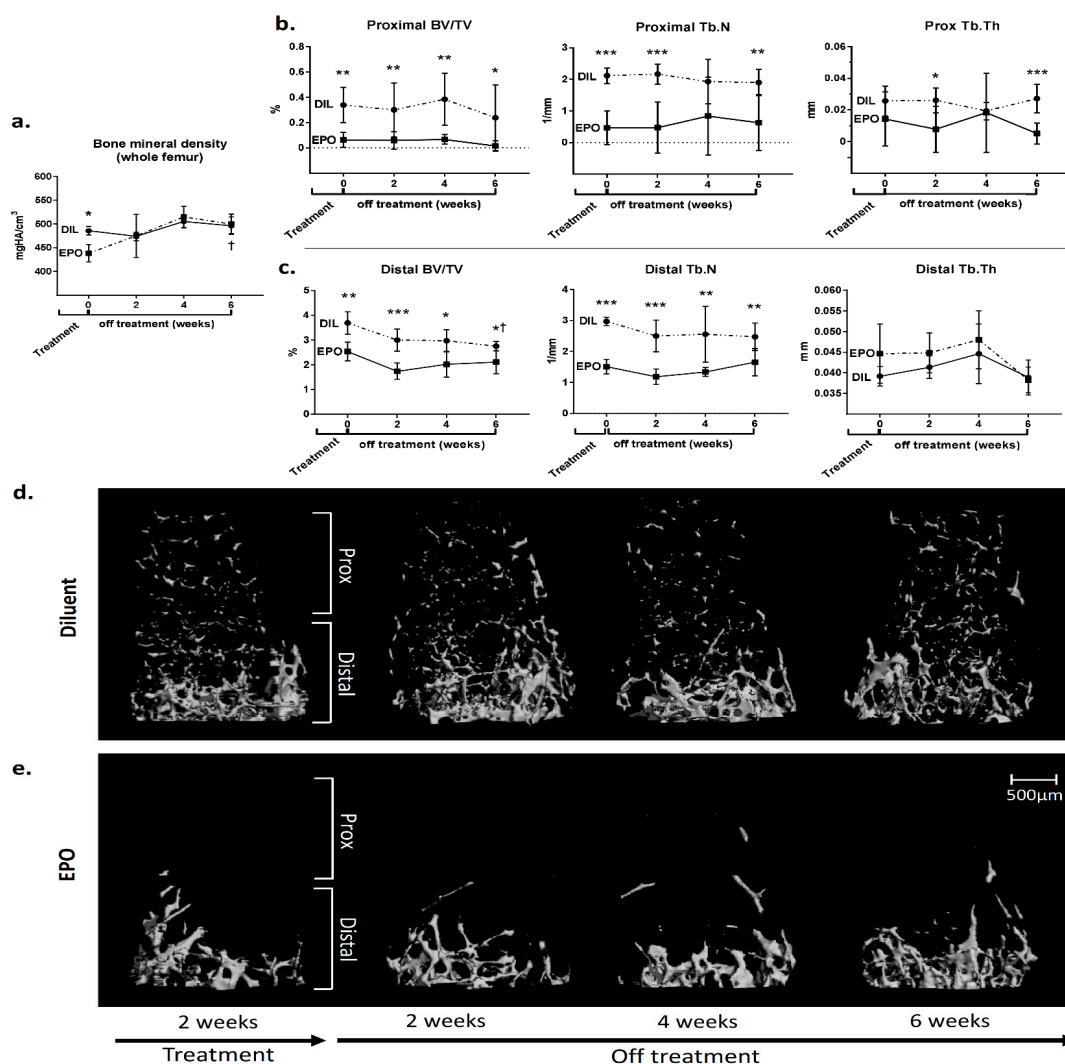 a.
Bone mineral density
(whole femur)
mgHA/cm³
600
550
500
450
400
*
DIL
EPO
†
0 2 4 6
off treatment (weeks)
Treatment
b.
Proximal BV/TV
%
0.8
0.6
0.4
0.2
0
** ** ** *
DIL
EPO
0 2 4 6
off treatment (weeks)
Treatment
Proximal Tb.N
1/mm
3
2
1
0
*** *** **
DIL
EPO
0 2 4 6
off treatment (weeks)
Treatment
Prox Tb.Th
mm
0.06
0.04
0.02
0.00
* ***
DIL
EPO
0 2 4 6
off treatment (weeks)
Treatment
c.
Distal BV/TV
%
5
4
3
2
1
0
** *** * *†
DIL
EPO
0 2 4 6
off treatment (weeks)
Treatment
Distal Tb.N
1/mm
4
3
2
1
0
*** *** ** **
DIL
EPO
0 2 4 6
off treatment (weeks)
Treatment
Distal Tb.Th
mm
0.060
0.055
0.050
0.045
0.040
0.035
EPO
DIL
0 2 4 6
off treatment (weeks)
Treatment
d.
Diluent
Prox
Distal
e.
EPO
Prox
Distal
500µm
2 weeks 2 weeks 4 weeks 6 weeks
Treatment Off treatment